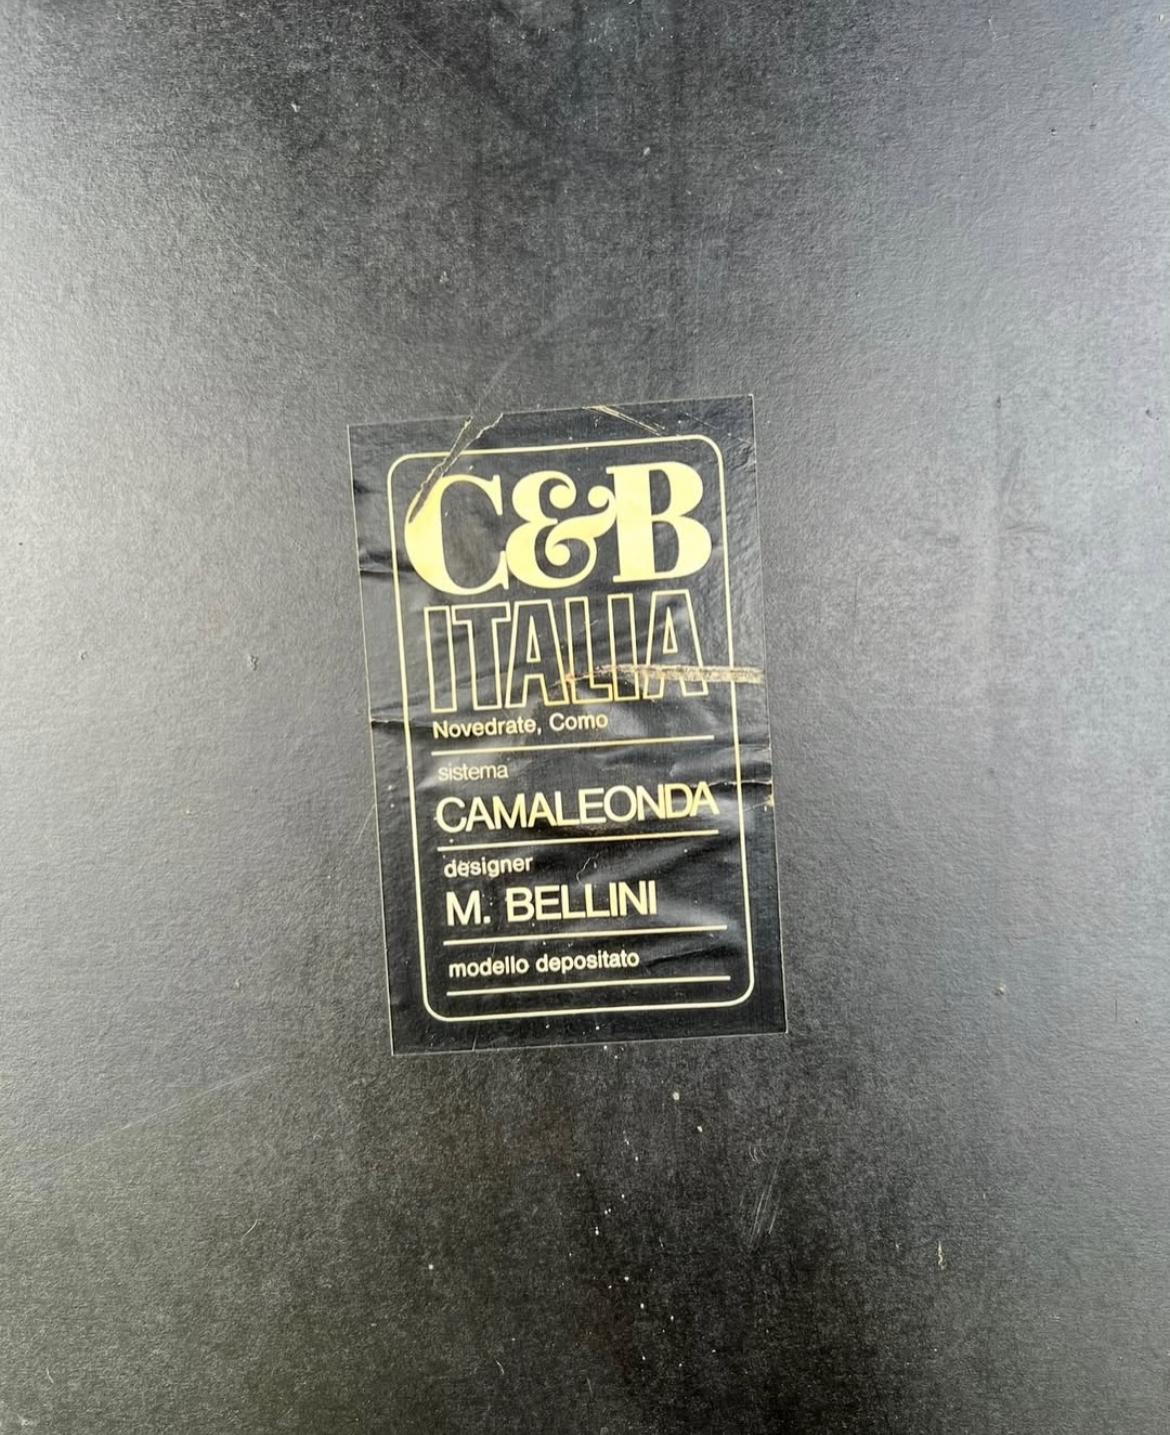 C&B
ITALIA
Novedrate, Como
sistema
CAMALEONDA
designer
M. BELLINI
modello depositato